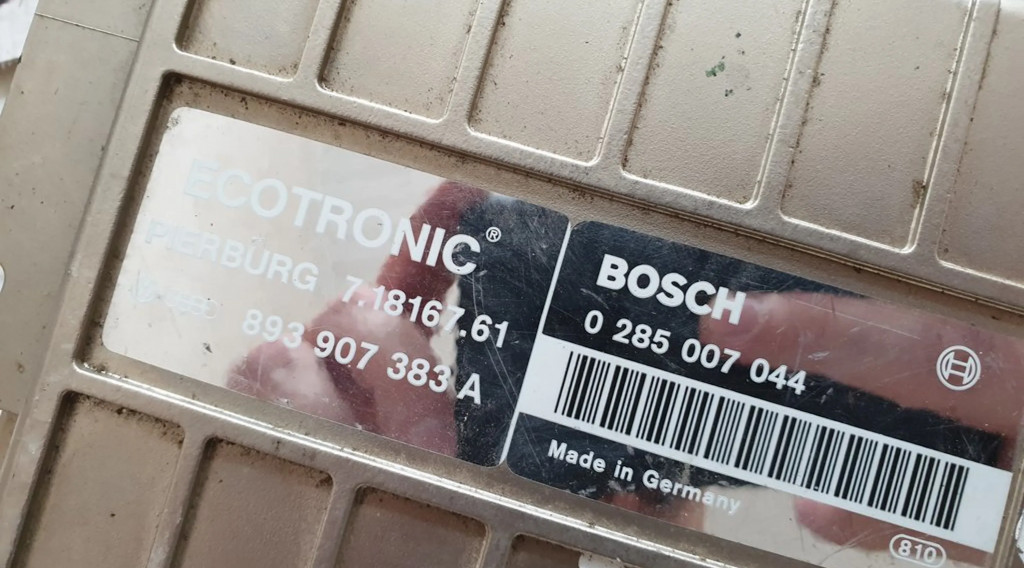 ECOTRONIC®
PIERBURG 7.18167.61
893 907 383 A
BOSCH
0 285 007 044
Made in Germany
810